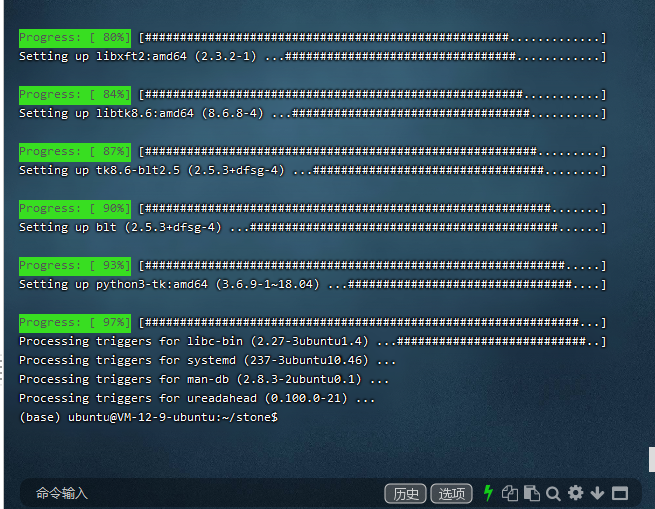 Progress: [ 80%] [####################################################.............]
Setting up libxft2:amd64 (2.3.2-1) ...#################################............]
Progress: [ 84%] [######################################################...........]
Setting up libtk8.6:amd64 (8.6.8-4) ...##################################..........]
Progress: [ 87%] [########################################################.........]
Setting up tk8.6-blt2.5 (2.5.3+dfsg-4) ...#################################........]
Progress: [ 90%] [##########################################################.......]
Setting up blt (2.5.3+dfsg-4) ...############################################......]
Progress: [ 93%] [############################################################.....]
Setting up python3-tk:amd64 (3.6.9-1~18.04) ...################################....]
Progress: [ 97%] [##############################################################...]
Processing triggers for libc-bin (2.27-3ubuntu1.4) ...###########################..]
Processing triggers for systemd (237-3ubuntu10.46) ...
Processing triggers for man-db (2.8.3-2ubuntu0.1) ...
Processing triggers for ureadahead (0.100.0-21) ...
(base) ubuntu@VM-12-9-ubuntu:~/stone$
命令输入 历史 选项